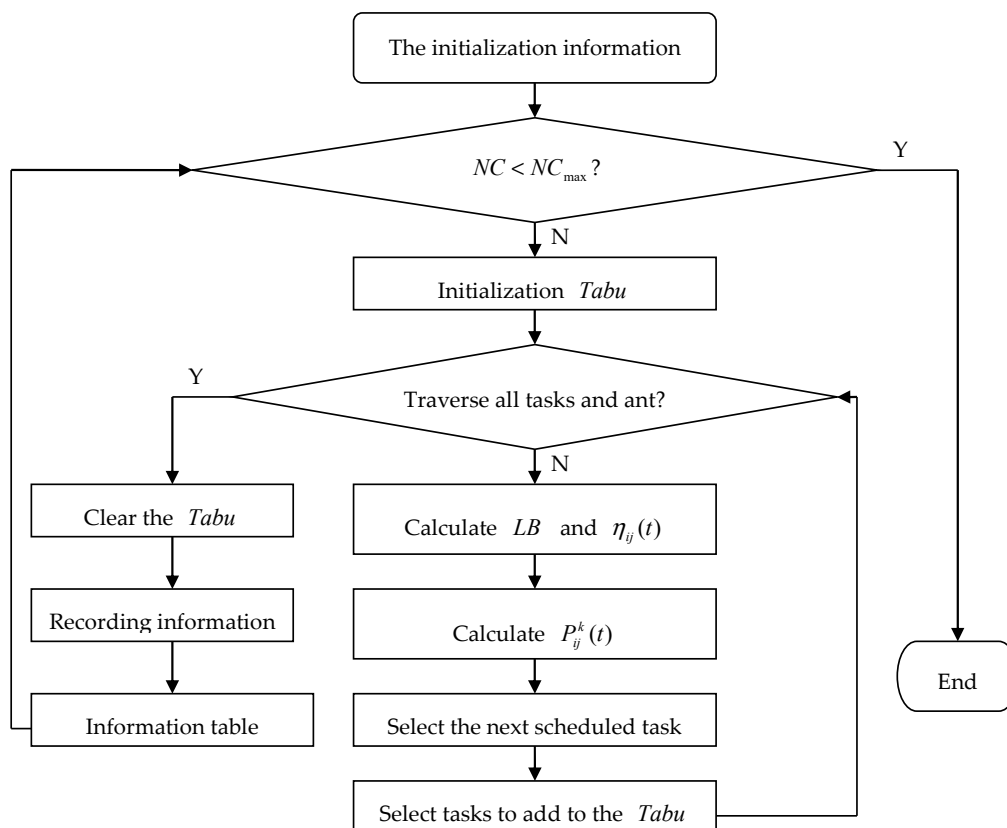 The initialization information
NC < NC_max ?
Y
N
Initialization Tabu
Y
Traverse all tasks and ant?
N
Clear the Tabu
Calculate LB and η_ij(t)
Recording information
Calculate P_ij^k(t)
End
Information table
Select the next scheduled task
Select tasks to add to the Tabu